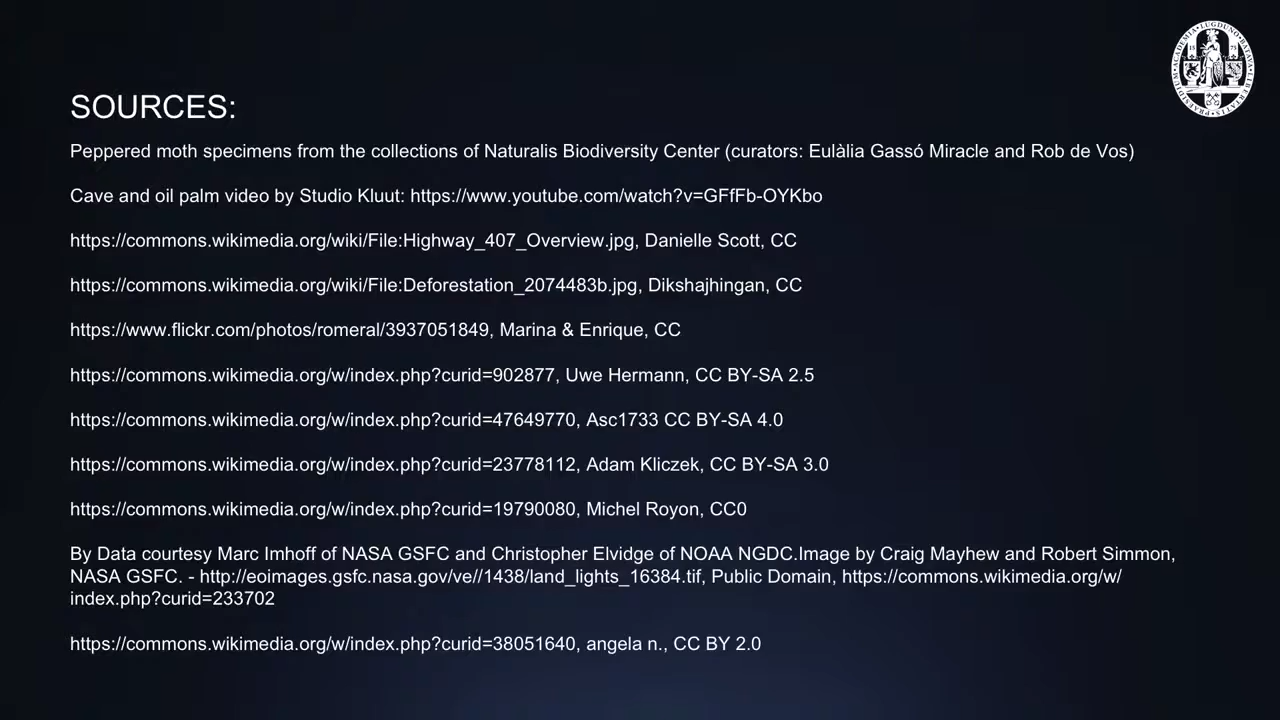 SOURCES:
Peppered moth specimens from the collections of Naturalis Biodiversity Center (curators: Eulàlia Gassó Miracle and Rob de Vos)
Cave and oil palm video by Studio Kluut: https://www.youtube.com/watch?v=GFfFb-OYKbo
https://commons.wikimedia.org/wiki/File:Highway_407_Overview.jpg, Danielle Scott, CC
https://commons.wikimedia.org/wiki/File:Deforestation_2074483b.jpg, Dikshajhingan, CC
https://www.flickr.com/photos/romeral/3937051849, Marina & Enrique, CC
https://commons.wikimedia.org/w/index.php?curid=902877, Uwe Hermann, CC BY-SA 2.5
https://commons.wikimedia.org/w/index.php?curid=47649770, Asc1733 CC BY-SA 4.0
https://commons.wikimedia.org/w/index.php?curid=23778112, Adam Kliczek, CC BY-SA 3.0
https://commons.wikimedia.org/w/index.php?curid=19790080, Michel Royon, CC0
By Data courtesy Marc Imhoff of NASA GSFC and Christopher Elvidge of NOAA NGDC.Image by Craig Mayhew and Robert Simmon,
NASA GSFC. - http://eoimages.gsfc.nasa.gov/ve//1438/land_lights_16384.tif, Public Domain, https://commons.wikimedia.org/w/
index.php?curid=233702
https://commons.wikimedia.org/w/index.php?curid=38051640, angela n., CC BY 2.0
ACADEMIA·LUGDUNO·BATAVA·LIBERTATIS·PRAESIDIUM
15 75